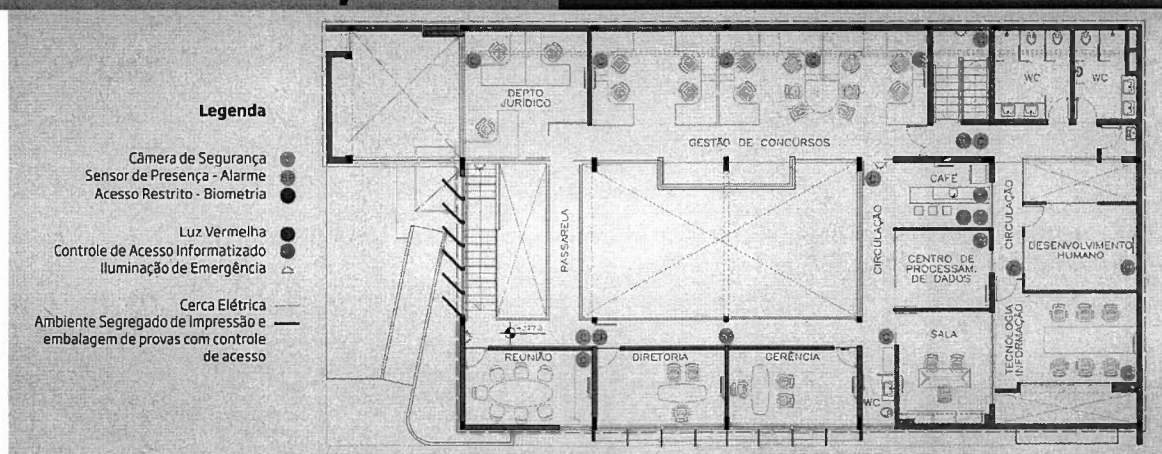 Legenda
Câmera de Segurança
Sensor de Presença - Alarme
Acesso Restrito - Biometria
Luz Vermelha
Controle de Acesso Informatizado
Iluminação de Emergência
Cerca Elétrica
Ambiente Segregado de Impressão e
embalagem de provas com controle
de acesso
DEPTO
JURÍDICO
GESTÃO DE CONCURSOS
WC
WC
PASSARELA
CIRCULAÇÃO
CAFÉ
CIRCULAÇÃO
CENTRO DE
PROCESSAM.
DE DADOS
DESENVOLVIMENTO
HUMANO
REUNIÃO
DIRETORIA
GERÊNCIA
WC
SALA
TECNOLOGIA
INFORMAÇÃO